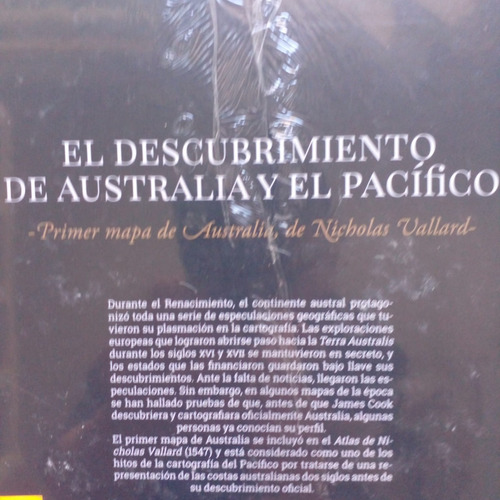 EL DESCUBRIMIENTO
DE AUSTRALIA Y EL PACÍFICO
-Primer mapa de Australia, de Nicholas Vallard-
Durante el Renacimiento, el continente austral protago-
nizó toda una serie de especulaciones geográficas que tu-
vieron su plasmación en la cartografía. Las exploraciones
europeas que lograron abrirse paso hacia la Terra Australis
durante los siglos XVI y XVII se mantuvieron en secreto, y
los estados que las financiaron guardaron bajo llave sus
descubrimientos. Ante la falta de noticias, llegaron las es-
peculaciones. Sin embargo, en algunos mapas de la época
se han hallado pruebas de que, antes de que James Cook
descubriera y cartografiara oficialmente Australia, algunas
personas ya conocían su perfil.
El primer mapa de Australia se incluyó en el Atlas de Ni-
cholas Vallard (1547) y está considerado como uno de los
hitos de la cartografía del Pacífico por tratarse de una re-
presentación de las costas australianas dos siglos antes de
su descubrimiento oficial.